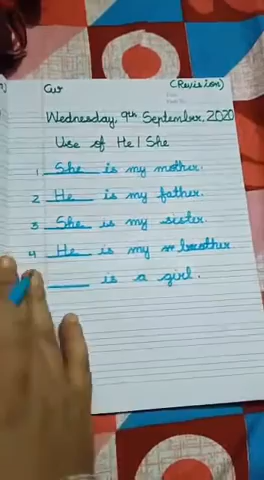 CW (Revision)
Wednesday, 9th September, 2020
Use of He / She
1 She is my mother.
2 He is my father.
3 She is my sister.
4 He is my brother
____ is a girl.